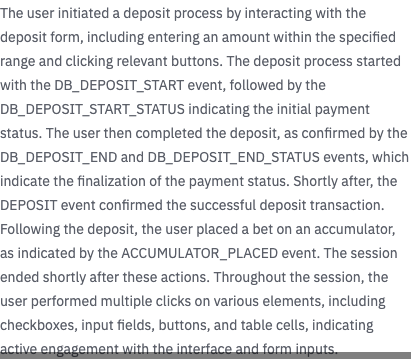 The user initiated a deposit process by interacting with the
deposit form, including entering an amount within the specified
range and clicking relevant buttons. The deposit process started
with the DB_DEPOSIT_START event, followed by the
DB_DEPOSIT_START_STATUS indicating the initial payment
status. The user then completed the deposit, as confirmed by the
DB_DEPOSIT_END and DB_DEPOSIT_END_STATUS events, which
indicate the finalization of the payment status. Shortly after, the
DEPOSIT event confirmed the successful deposit transaction.
Following the deposit, the user placed a bet on an accumulator,
as indicated by the ACCUMULATOR_PLACED event. The session
ended shortly after these actions. Throughout the session, the
user performed multiple clicks on various elements, including
checkboxes, input fields, buttons, and table cells, indicating
active engagement with the interface and form inputs.